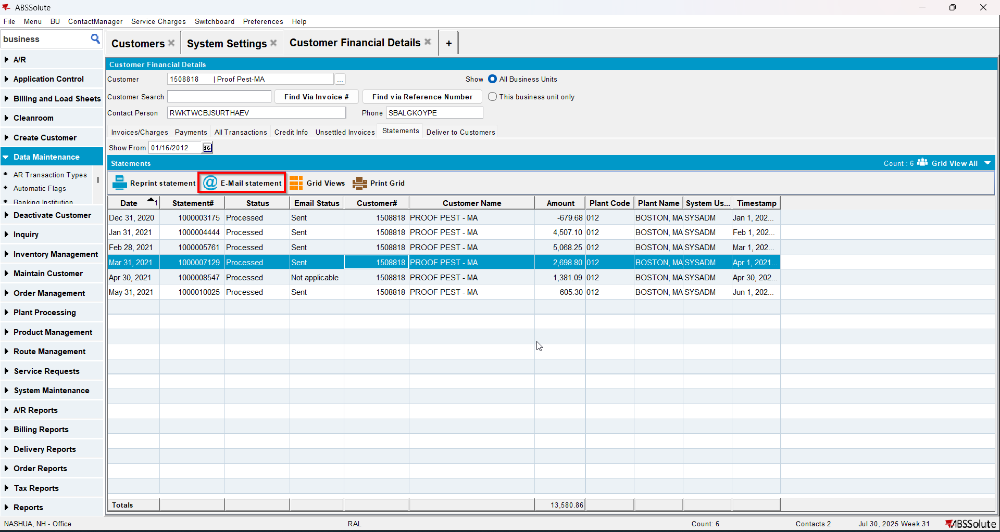 ABSSolute
File Menu BU ContactManager Service Charges Switchboard Preferences Help
business
Customers System Settings Customer Financial Details +
A/R
Application Control
Billing and Load Sheets
Cleanroom
Create Customer
Data Maintenance
AR Transaction Types
Automatic Flags
Banking Institution
Deactivate Customer
Inquiry
Inventory Management
Maintain Customer
Order Management
Plant Processing
Product Management
Route Management
Service Requests
System Maintenance
A/R Reports
Billing Reports
Delivery Reports
Order Reports
Tax Reports
Reports
Customer Financial Details
Customer 1508818 | Proof Pest-MA ... Show All Business Units
Customer Search Find Via Invoice # Find via Reference Number This business unit only
Contact Person RWKTWCBJSURTHAEV Phone SBALGKOYPE
Invoices/Charges Payments All Transactions Credit Info Unsettled Invoices Statements Deliver to Customers
Show From 01/16/2012 16
Statements Count : 6 Grid View All
Reprint statement @ E-Mail statement Grid Views Print Grid
Date 1 Statement# Status Email Status Customer# Customer Name Amount Plant Code Plant Name System Us... Timestamp
Dec 31, 2020 1000003175 Processed Sent 1508818 PROOF PEST - MA -679.68 012 BOSTON, MA SYSADM Jan 1, 202...
Jan 31, 2021 1000004444 Processed Sent 1508818 PROOF PEST - MA 4,507.10 012 BOSTON, MA SYSADM Feb 1, 202...
Feb 28, 2021 1000005761 Processed Sent 1508818 PROOF PEST - MA 5,068.25 012 BOSTON, MA SYSADM Mar 1, 202...
Mar 31, 2021 1000007129 Processed Sent 1508818 PROOF PEST - MA 2,698.80 012 BOSTON, MA SYSADM Apr 1, 2021...
Apr 30, 2021 1000008547 Processed Not applicable 1508818 PROOF PEST - MA 1,381.09 012 BOSTON, MA SYSADM Apr 30, 202...
May 31, 2021 1000010025 Processed Sent 1508818 PROOF PEST - MA 605.30 012 BOSTON, MA SYSADM Jun 1, 202...
Totals 13,580.86
NASHUA, NH - Office RAL Count: 6 Contacts 2 Jul 30, 2025 Week 31 ABSSolute